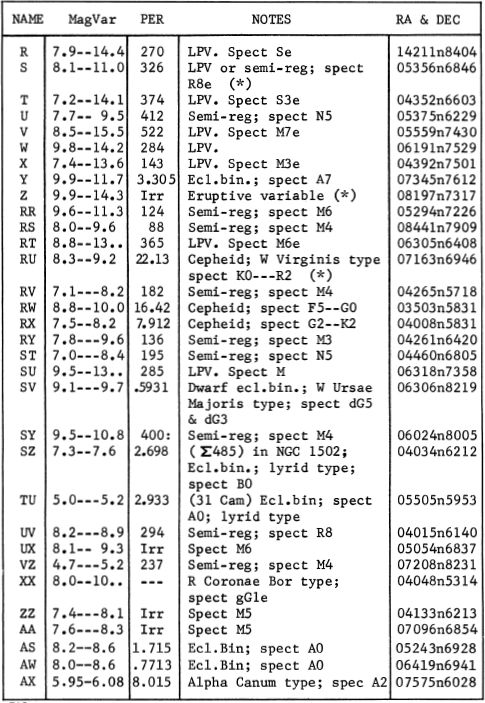 NAME MagVar PER NOTES RA & DEC
R 7.9--14.4 270 LPV. Spect Se 14211n8404
S 8.1--11.0 326 LPV or semi-reg; spect 05356n6846
R8e (*)
T 7.2--14.1 374 LPV. Spect S3e 04352n6603
U 7.7-- 9.5 412 Semi-reg; spect N5 05375n6229
V 8.5--15.5 522 LPV. Spect M7e 05559n7430
W 9.8--14.2 284 LPV. 06191n7529
X 7.4--13.6 143 LPV. Spect M3e 04392n7501
Y 9.9--11.7 3.305 Ecl.bin.; spect A7 07345n7612
Z 9.9--14.3 Irr Eruptive variable (*) 08197n7317
RR 9.6--11.3 124 Semi-reg; spect M6 05294n7226
RS 8.0--9.6 88 Semi-reg; spect M4 08441n7909
RT 8.8--13.. 365 LPV. Spect M6e 06305n6408
RU 8.3--9.2 22.13 Cepheid; W Virginis type 07163n6946
spect K0---R2 (*)
RV 7.1---8.2 182 Semi-reg; spect M4 04265n5718
RW 8.8--10.0 16.42 Cepheid; spect F5--G0 03503n5831
RX 7.5--8.2 7.912 Cepheid; spect G2--K2 04008n5831
RY 7.8---9.6 136 Semi-reg; spect M3 04261n6420
ST 7.0---8.4 195 Semi-reg; spect N5 04460n6805
SU 9.5--13.. 285 LPV. Spect M 06318n7358
SV 9.1---9.7 .5931 Dwarf ecl.bin.; W Ursae 06306n8219
Majoris type; spect dG5
& dG3
SY 9.5--10.8 400: Semi-reg; spect M4 06024n8005
SZ 7.3--7.6 2.698 (Σ485) in NGC 1502; 04034n6212
Ecl.bin.; lyrid type;
spect B0
TU 5.0---5.2 2.933 (31 Cam) Ecl.bin; spect 05505n5953
A0; lyrid type
UV 8.2---8.9 294 Semi-reg; spect R8 04015n6140
UX 8.1-- 9.3 Irr Spect M6 05054n6837
VZ 4.7---5.2 237 Semi-reg; spect M4 07208n8231
XX 8.0--10.. --- R Coronae Bor type; 04048n5314
spect gG1e
ZZ 7.4---8.1 Irr Spect M5 04133n6213
AA 7.6---8.3 Irr Spect M5 07096n6854
AS 8.2--8.6 1.715 Ecl.Bin; spect A0 05243n6928
AW 8.0--8.6 .7713 Ecl.Bin; spect A0 06419n6941
AX 5.95-6.08 8.015 Alpha Canum type; spec A2 07575n6028